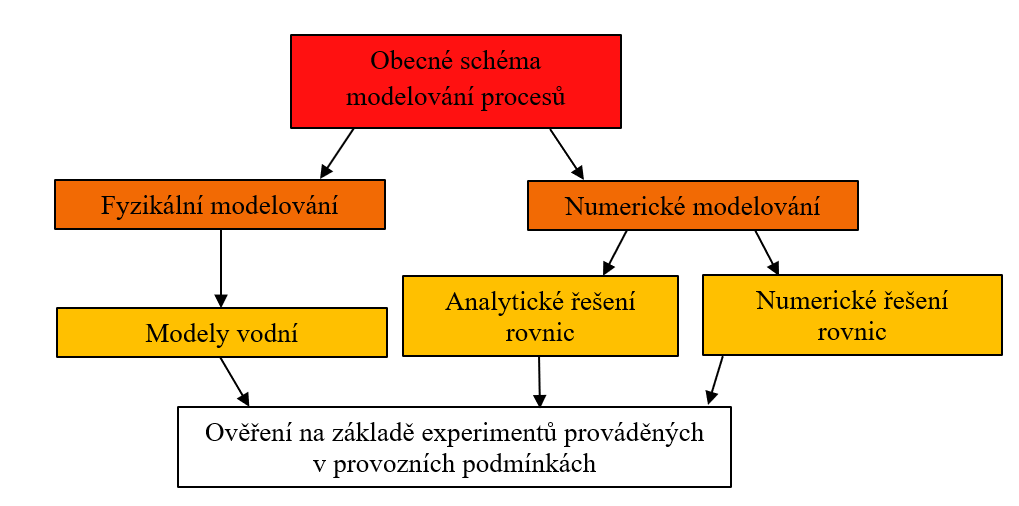 Obecné schéma
modelování procesů
Fyzikální modelování
Numerické modelování
Analytické řešení
rovnic
Numerické řešení
rovnic
Modely vodní
Ověření na základě experimentů prováděných
v provozních podmínkách